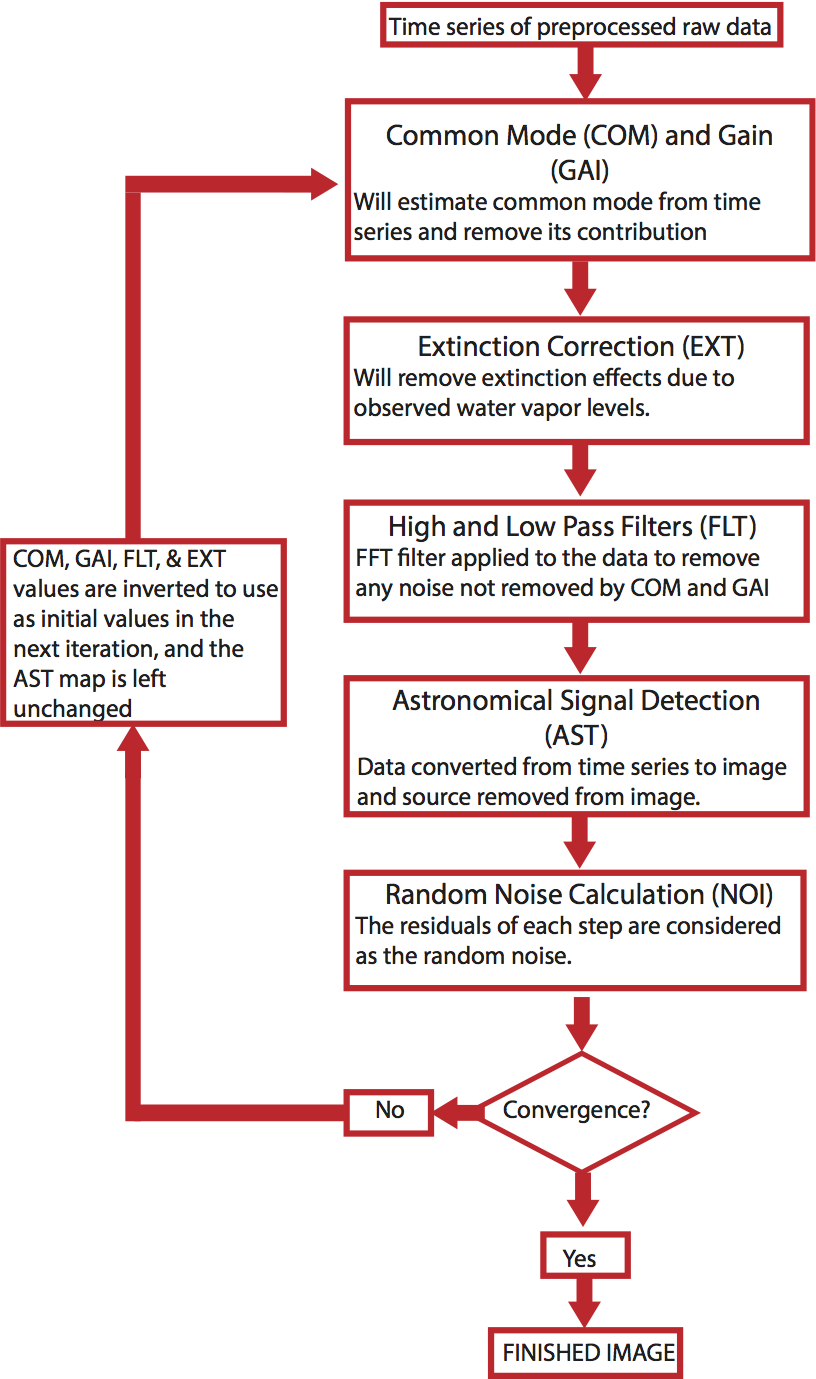 Time series of preprocessed raw data
Common Mode (COM) and Gain
(GAI)
Will estimate common mode from time
series and remove its contribution
Extinction Correction (EXT)
Will remove extinction effects due to
observed water vapor levels.
High and Low Pass Filters (FLT)
FFT filter applied to the data to remove
any noise not removed by COM and GAI
COM, GAI, FLT, & EXT
values are inverted to use
as initial values in the
next iteration, and the
AST map is left
unchanged
Astronomical Signal Detection
(AST)
Data converted from time series to image
and source removed from image.
Random Noise Calculation (NOI)
The residuals of each step are considered
as the random noise.
Convergence?
No
Yes
FINISHED IMAGE